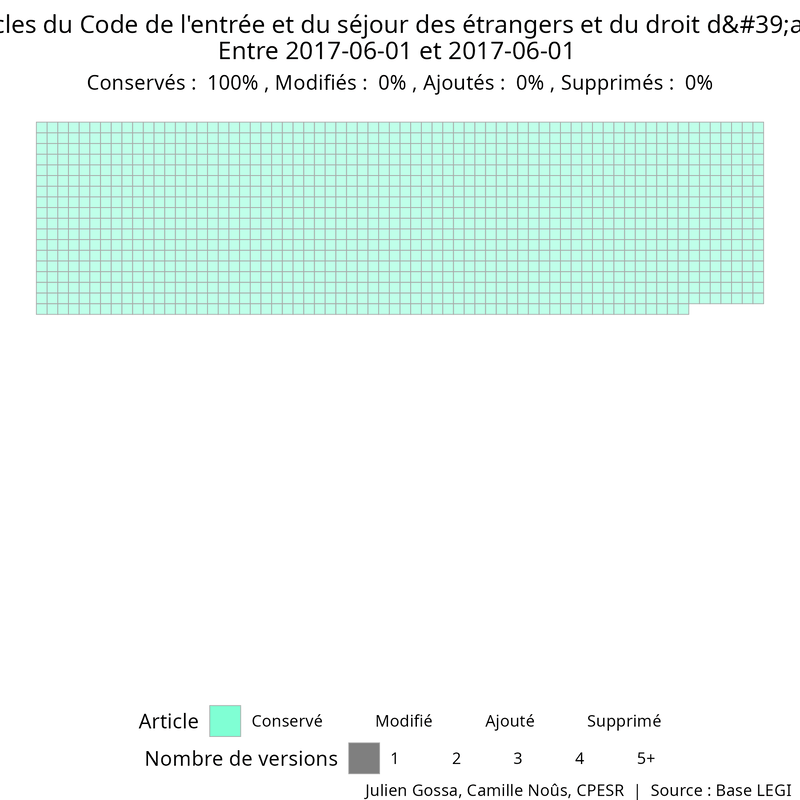 cles du Code de l'entrée et du séjour des étrangers et du droit d&#39;a
Entre 2017-06-01 et 2017-06-01
Conservés :  100% , Modifiés :  0% , Ajoutés :  0% , Supprimés :  0%
Article Conservé Modifié Ajouté Supprimé
Nombre de versions 1 2 3 4 5+
Julien Gossa, Camille Noûs, CPESR  |  Source : Base LEGI